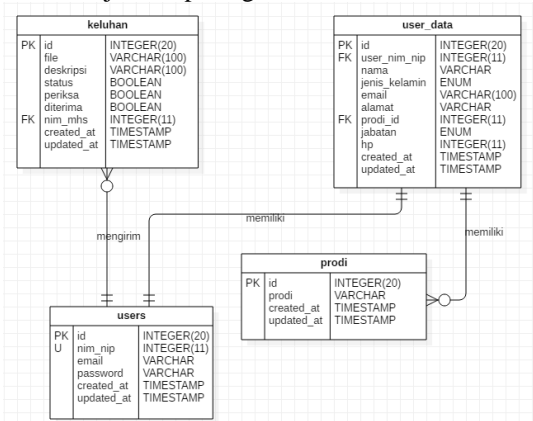 keluhan
PK id INTEGER(20)
file VARCHAR(100)
deskripsi VARCHAR(100)
status BOOLEAN
periksa BOOLEAN
diterima BOOLEAN
FK nim_mhs INTEGER(11)
created_at TIMESTAMP
updated_at TIMESTAMP
user_data
PK id INTEGER(20)
FK user_nim_nip INTEGER(11)
nama VARCHAR
jenis_kelamin ENUM
email VARCHAR(100)
alamat VARCHAR
FK prodi_id INTEGER(11)
jabatan ENUM
hp INTEGER(11)
created_at TIMESTAMP
updated_at TIMESTAMP
mengirim
memiliki
memiliki
prodi
PK id INTEGER(20)
prodi VARCHAR
created_at TIMESTAMP
updated_at TIMESTAMP
users
PK id INTEGER(20)
U nim_nip INTEGER(11)
email VARCHAR
password VARCHAR
created_at TIMESTAMP
updated_at TIMESTAMP